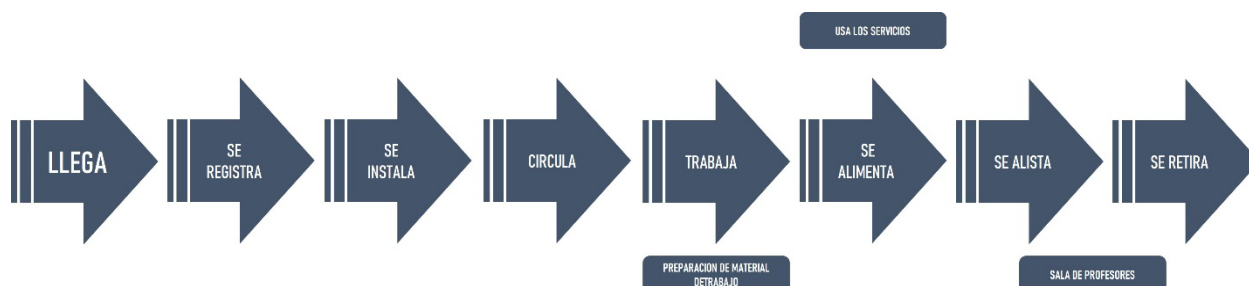 USA LOS SERVICIOS
LLEGA
SE
REGISTRA
SE
INSTALA
CIRCULA
TRABAJA
SE
ALIMENTA
SE ALISTA
SE RETIRA
PREPARACION DE MATERIAL
DETRABAJO
SALA DE PROFESORES